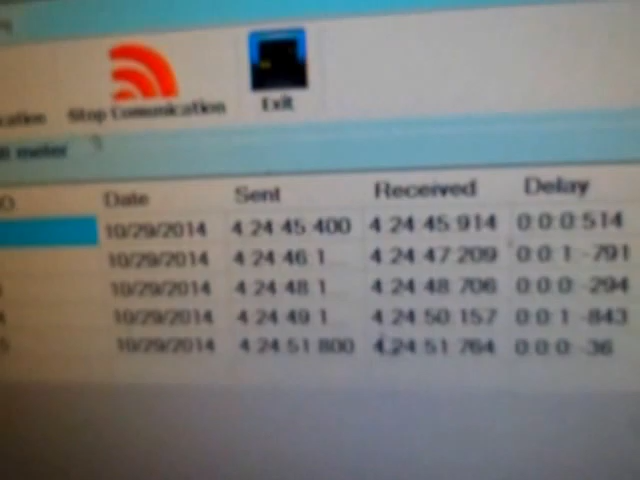 Stop Comunication Exit
meter
Date Sent Received Delay
10/29/2014 4 24 45 400 4 24 45 914 0:0:0:514
10/29/2014 4 24 46 1 4 24 47 209 0:0:1:-791
10/29/2014 4 24 48 1 4 24 48 706 0:0:0:-294
10/29/2014 4 24 49 1 4 24 50 157 0:0:1:-843
10/29/2014 4 24 51 800 4 24 51 764 0:0:0:-36